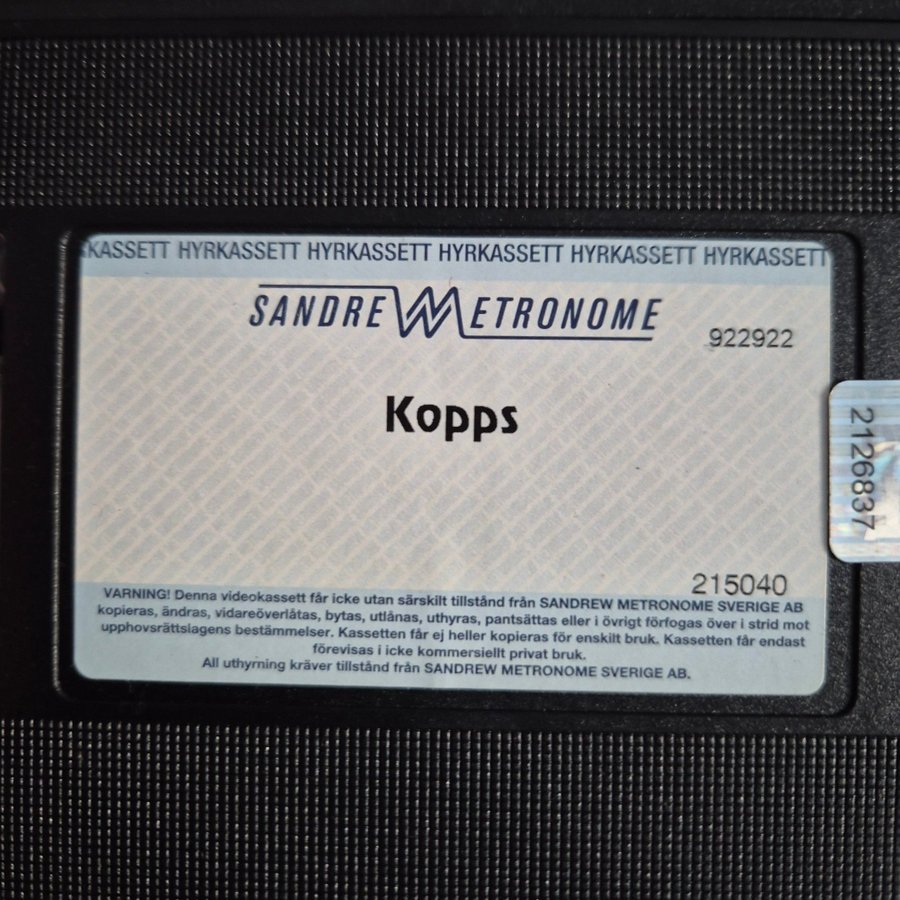 KASSETT HYRKASSETT HYRKASSETT HYRKASSETT HYRKASSETT HYRKASSETT
SANDREW METRONOME
922922
Kopps
2126837
215040
VARNING! Denna videokassett får icke utan särskilt tillstånd från SANDREW METRONOME SVERIGE AB
kopieras, ändras, vidareöverlåtas, bytas, utlånas, uthyras, pantsättas eller i övrigt förfogas över i strid mot
upphovsrättslagens bestämmelser. Kassetten får ej heller kopieras för enskilt bruk. Kassetten får endast
förevisas i icke kommersiellt privat bruk.
All uthyrning kräver tillstånd från SANDREW METRONOME SVERIGE AB.